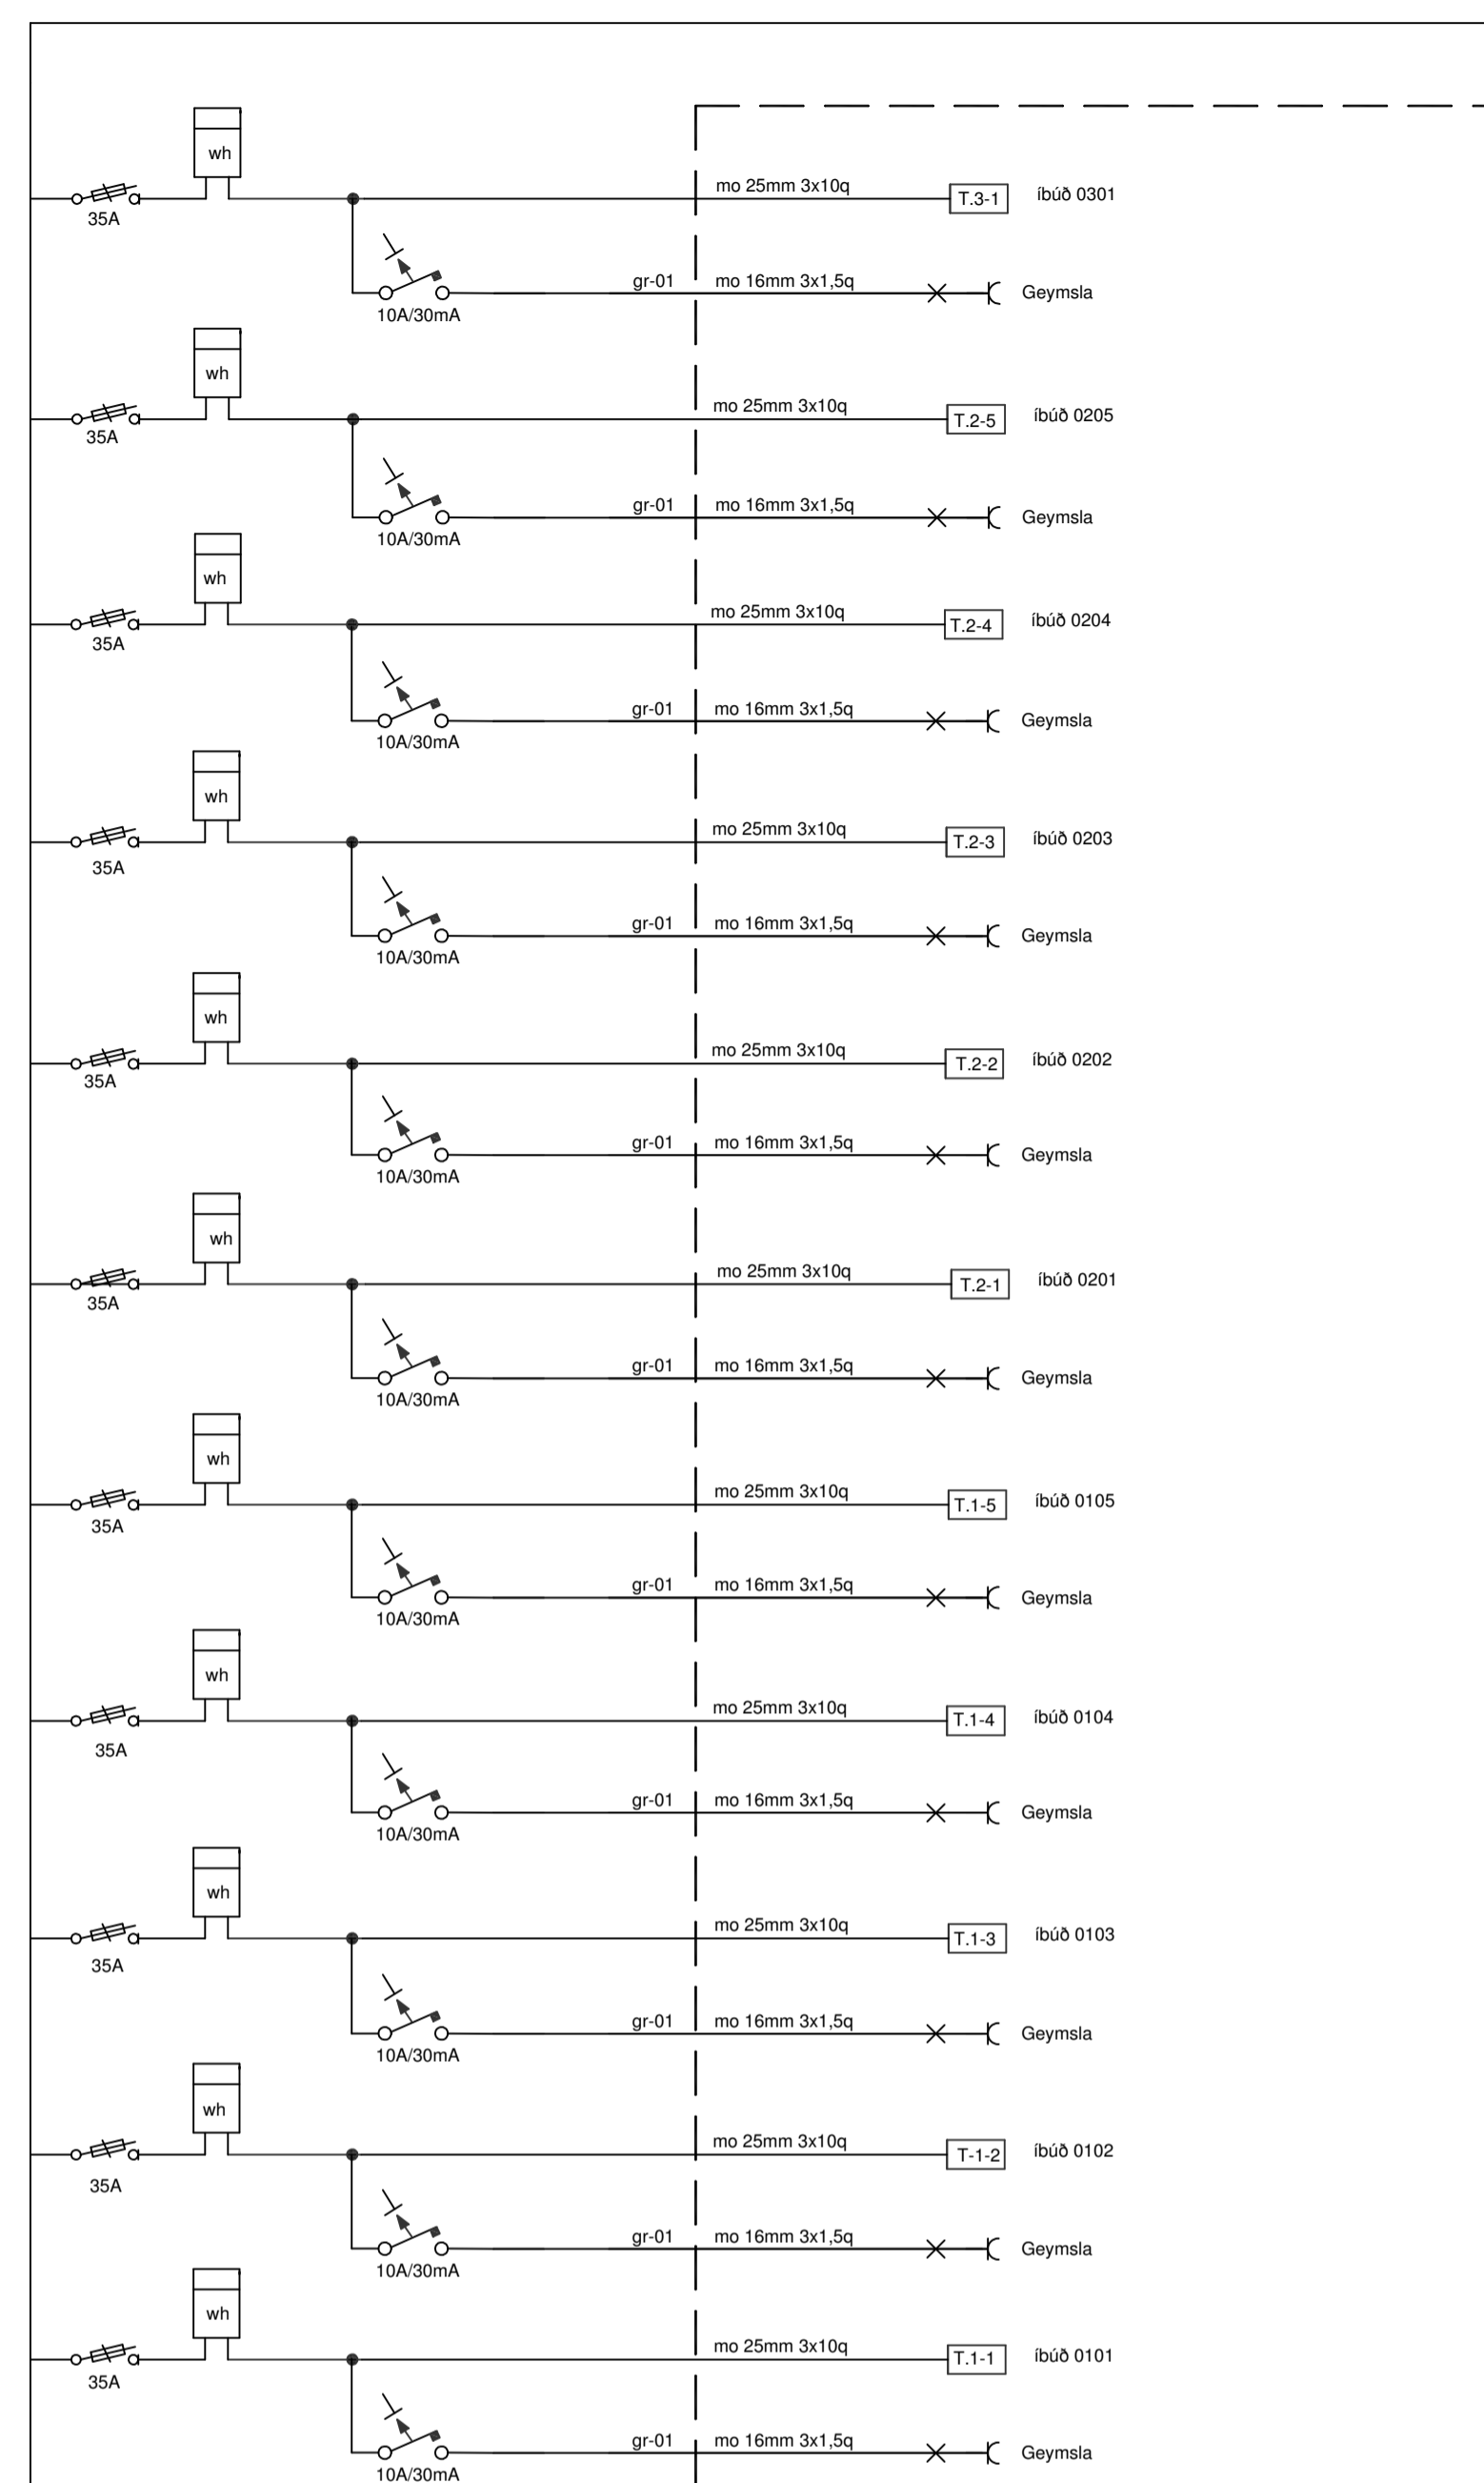 wh
mo 25mm 3x10q T.3-1 íbúð 0301
35A
gr-01 mo 16mm 3x1,5q Geymsla
10A/30mA
wh
mo 25mm 3x10q T.2-5 íbúð 0205
35A
gr-01 mo 16mm 3x1,5q Geymsla
10A/30mA
wh
mo 25mm 3x10q T.2-4 íbúð 0204
35A
gr-01 mo 16mm 3x1,5q Geymsla
10A/30mA
wh
mo 25mm 3x10q T.2-3 íbúð 0203
35A
gr-01 mo 16mm 3x1,5q Geymsla
10A/30mA
wh
mo 25mm 3x10q T.2-2 íbúð 0202
35A
gr-01 mo 16mm 3x1,5q Geymsla
10A/30mA
wh
mo 25mm 3x10q T.2-1 íbúð 0201
35A
gr-01 mo 16mm 3x1,5q Geymsla
10A/30mA
wh
mo 25mm 3x10q T.1-5 íbúð 0105
35A
gr-01 mo 16mm 3x1,5q Geymsla
10A/30mA
wh
mo 25mm 3x10q T.1-4 íbúð 0104
35A
gr-01 mo 16mm 3x1,5q Geymsla
10A/30mA
wh
mo 25mm 3x10q T.1-3 íbúð 0103
35A
gr-01 mo 16mm 3x1,5q Geymsla
10A/30mA
wh
mo 25mm 3x10q T-1-2 íbúð 0102
35A
gr-01 mo 16mm 3x1,5q Geymsla
10A/30mA
wh
mo 25mm 3x10q T.1-1 íbúð 0101
35A
gr-01 mo 16mm 3x1,5q Geymsla
10A/30mA